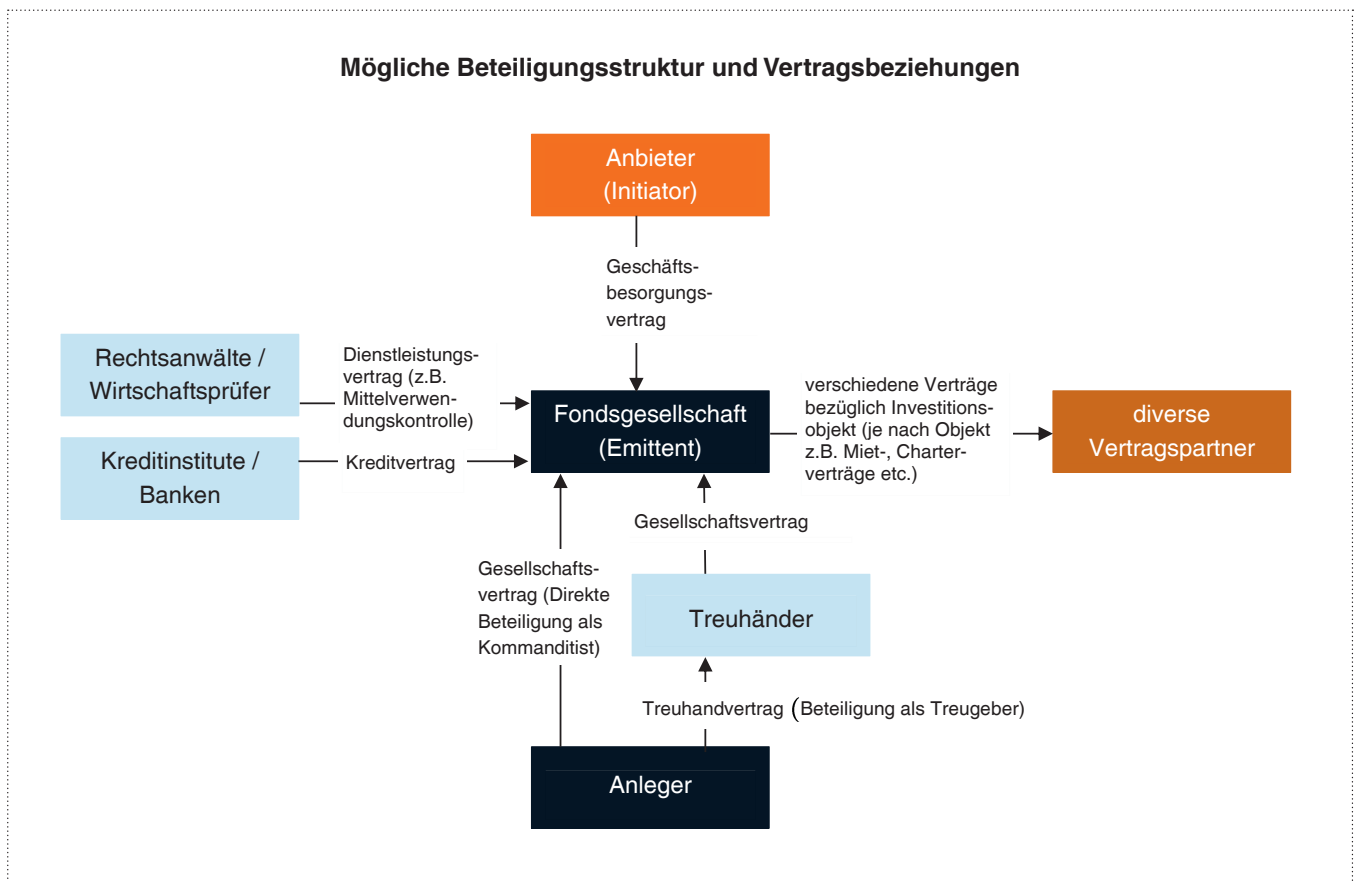 Mögliche Beteiligungsstruktur und Vertragsbeziehungen
Anbieter
(Initiator)
Geschäfts-
besorgungs-
vertrag
Rechtsanwälte /
Wirtschaftsprüfer
Dienstleistungs-
vertrag (z.B.
Mittelverwen-
dungskontrolle)
Kreditinstitute /
Banken
Kreditvertrag
Fondsgesellschaft
(Emittent)
verschiedene Verträge
bezüglich Investitions-
objekt (je nach Objekt
z.B. Miet-, Charter-
verträge etc.)
diverse
Vertragspartner
Gesellschaftsvertrag
Gesellschafts-
vertrag (Direkte
Beteiligung als
Kommanditist)
Treuhänder
Treuhandvertrag (Beteiligung als Treugeber)
Anleger